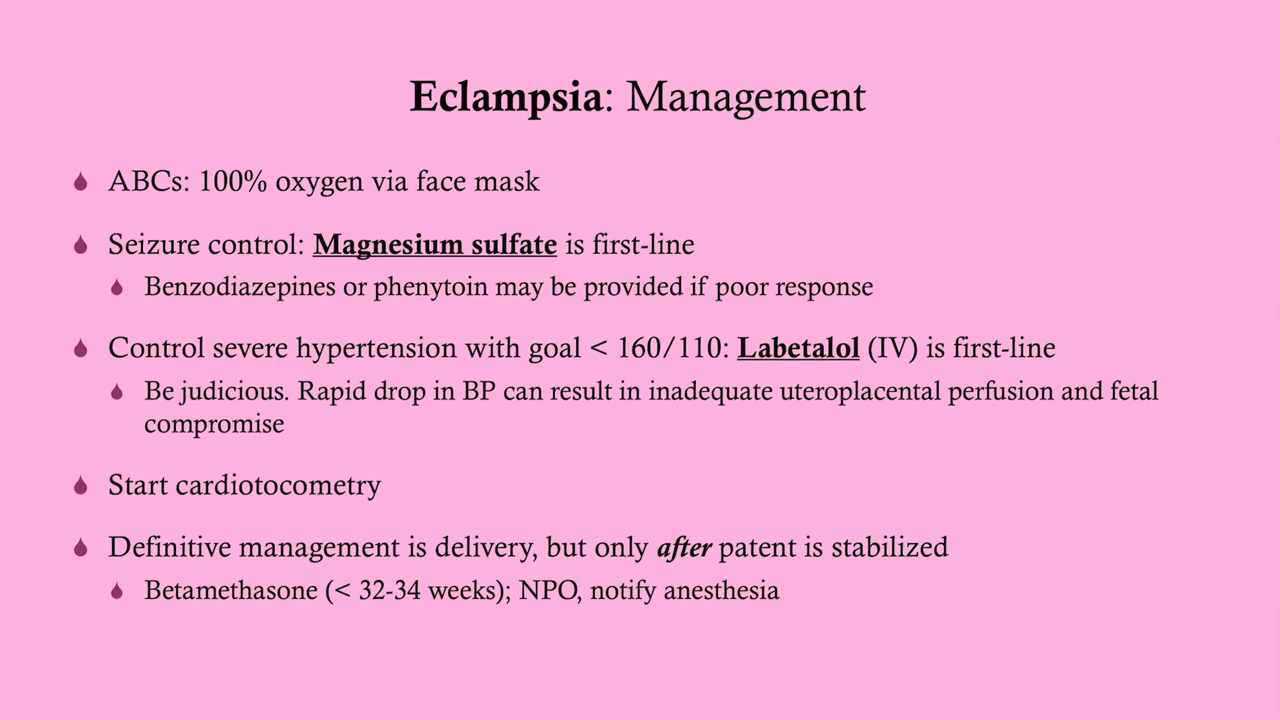 Eclampsia: Management
ABCs: 100% oxygen via face mask
Seizure control: Magnesium sulfate is first-line
Benzodiazepines or phenytoin may be provided if poor response
Control severe hypertension with goal < 160/110: Labetalol (IV) is first-line
Be judicious. Rapid drop in BP can result in inadequate uteroplacental perfusion and fetal
compromise
Start cardiotocometry
Definitive management is delivery, but only after patent is stabilized
Betamethasone (< 32-34 weeks); NPO, notify anesthesia